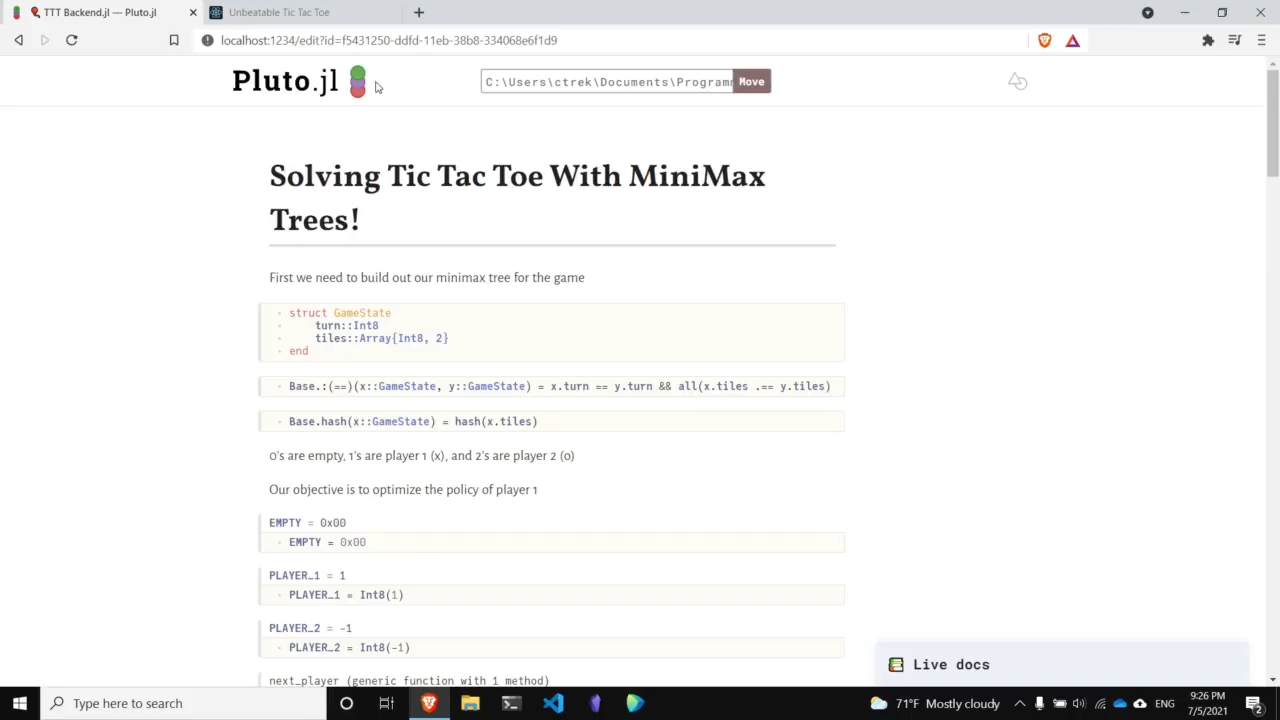 TTT Backend.jl — Pluto.jl
Unbeatable Tic Tac Toe
localhost:1234/edit?id=f5431250-ddfd-11eb-38b8-334068e6f1d9
Pluto.jl
C:\Users\ctrek\Documents\Program
Move
Solving Tic Tac Toe With MiniMax
Trees!
First we need to build out our minimax tree for the game
struct GameState
turn::Int8
tiles::Array{Int8, 2}
end
Base.:(==)(x::GameState, y::GameState) = x.turn == y.turn && all(x.tiles .== y.tiles)
Base.hash(x::GameState) = hash(x.tiles)
0's are empty, 1's are player 1 (x), and 2's are player 2 (o)
Our objective is to optimize the policy of player 1
EMPTY = 0x00
EMPTY = 0x00
PLAYER_1 = 1
PLAYER_1 = Int8(1)
PLAYER_2 = -1
PLAYER_2 = Int8(-1)
next_player (generic function with 1 method)
Live docs
Type here to search
71°F Mostly cloudy
ENG
9:26 PM
7/5/2021
2